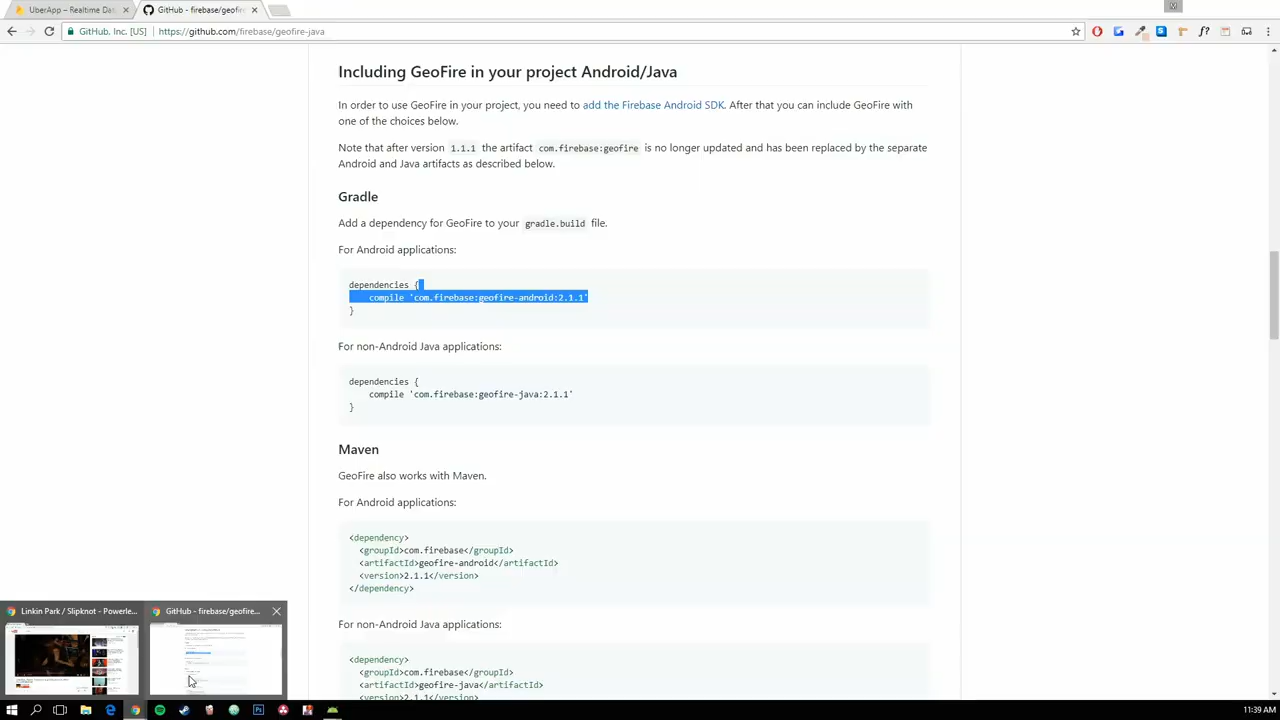 UberApp – Realtime Dat
GitHub - firebase/geofire
GitHub, Inc. [US]
https://github.com/firebase/geofire-java
Including GeoFire in your project Android/Java
In order to use GeoFire in your project, you need to add the Firebase Android SDK. After that you can include GeoFire with
one of the choices below.
Note that after version 1.1.1 the artifact com.firebase:geofire is no longer updated and has been replaced by the separate
Android and Java artifacts as described below.
Gradle
Add a dependency for GeoFire to your gradle.build file.
For Android applications:
dependencies {
compile 'com.firebase:geofire-android:2.1.1'
}
For non-Android Java applications:
dependencies {
compile 'com.firebase:geofire-java:2.1.1'
}
Maven
GeoFire also works with Maven.
For Android applications:
<dependency>
<groupId>com.firebase</groupId>
<artifactId>geofire-android</artifactId>
<version>2.1.1</version>
</dependency>
For non-Android Java applications:
<dependency>
<groupId>com.firebase</groupId>
<artifactId>geofire-java</artifactId>
<version>2.1.1</version>
Linkin Park / Slipknot - Powerle...
GitHub - firebase/geofire...
11:39 AM